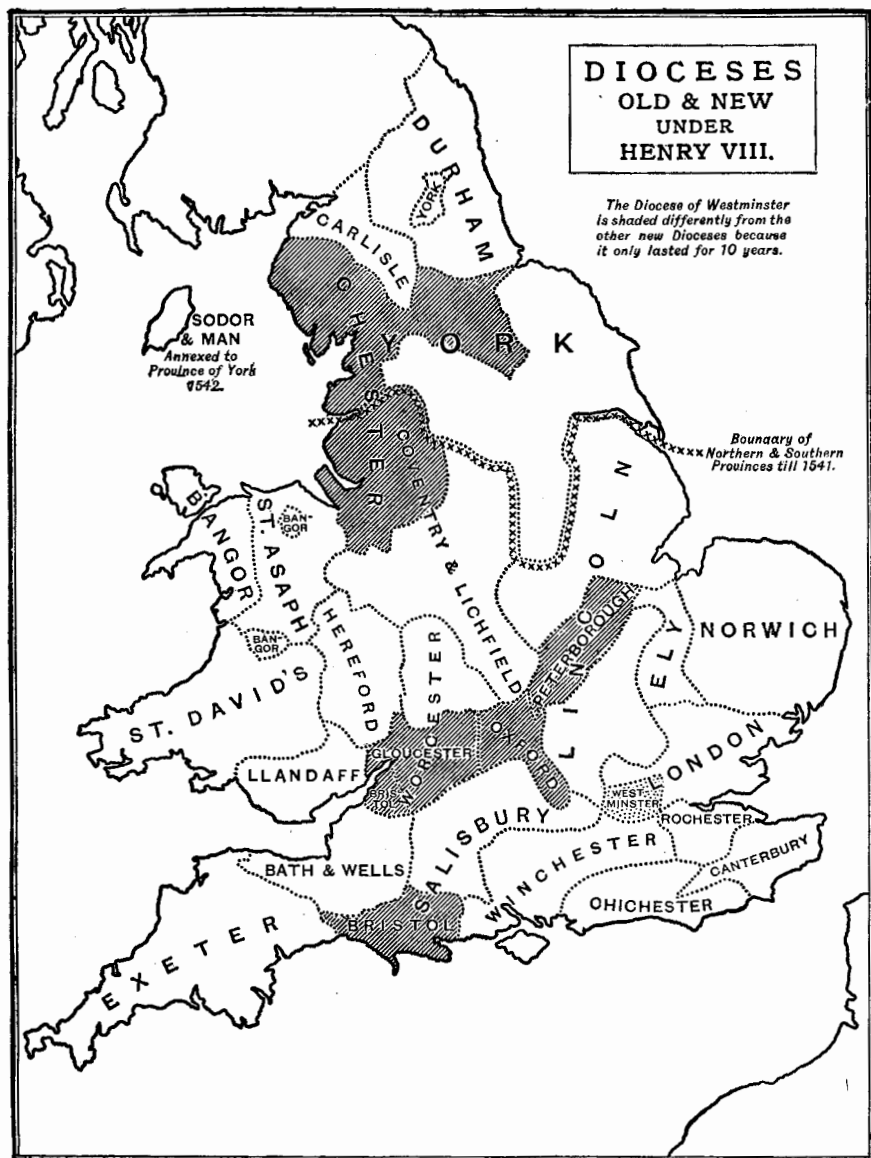 DIOCESES
OLD & NEW
UNDER
HENRY VIII.
The Diocese of Westminster
is shaded differently from the
other new Dioceses because
it only lasted for 10 years.
DURHAM
YORK
CARLISLE
CHESTER
YORK
SODOR
& MAN
Annexed to
Province of York
1542.
Boundary of
Northern & Southern
Provinces till 1541.
COVENTRY & LICHFIELD
LINCOLN
BANGOR
ST. ASAPH
BAN-
GOR
BAN-
GOR
HEREFORD
WORCESTER
PETERBOROUGH
ELY
NORWICH
ST. DAVID'S
LLANDAFF
GLOUCESTER
BRIS-
TOL
OXFORD
LONDON
WEST-
MINSTER
ROCHESTER
CANTERBURY
SALISBURY
WINCHESTER
BATH & WELLS
CHICHESTER
BRISTOL
EXETER